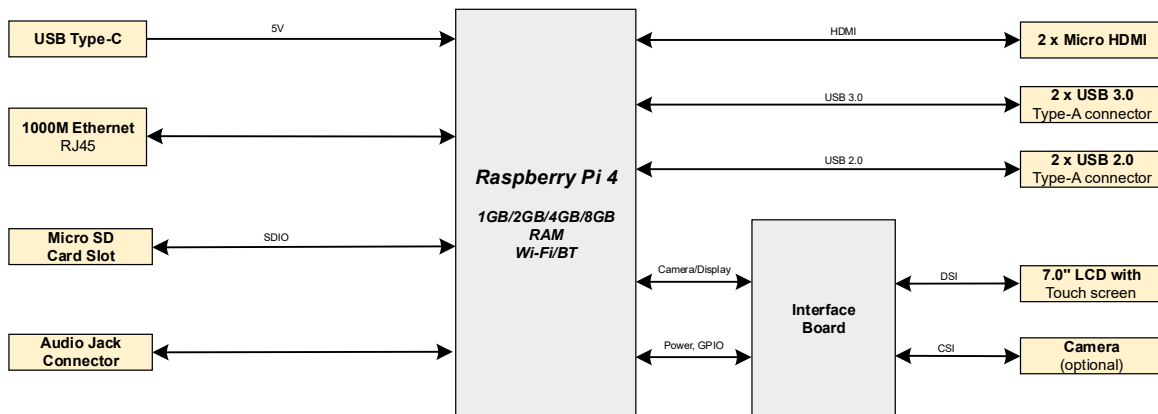 USB Type-C
5V
1000M Ethernet
RJ45
Micro SD
Card Slot
SDIO
Audio Jack
Connector
Raspberry Pi 4
1GB/2GB/4GB/8GB
RAM
Wi-Fi/BT
HDMI
2 x Micro HDMI
USB 3.0
2 x USB 3.0
Type-A connector
USB 2.0
2 x USB 2.0
Type-A connector
Camera/Display
Power, GPIO
Interface
Board
DSI
7.0" LCD with
Touch screen
CSI
Camera
(optional)